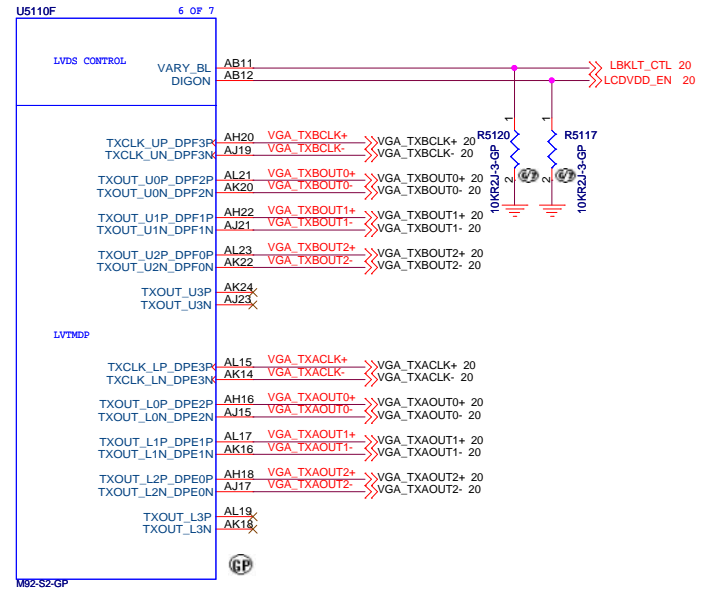 U5110F 6 OF 7
LVDS CONTROL
VARY_BL AB11 LBKLT_CTL 20
DIGON AB12 LCDVDD_EN 20
TXCLK_UP_DPF3P AH20 VGA_TXBCLK+ VGA_TXBCLK+ 20
TXCLK_UN_DPF3N AJ19 VGA_TXBCLK- VGA_TXBCLK- 20
TXOUT_U0P_DPF2P AL21 VGA_TXBOUT0+ VGA_TXBOUT0+ 20
TXOUT_U0N_DPF2N AK20 VGA_TXBOUT0- VGA_TXBOUT0- 20
TXOUT_U1P_DPF1P AH22 VGA_TXBOUT1+ VGA_TXBOUT1+ 20
TXOUT_U1N_DPF1N AJ21 VGA_TXBOUT1- VGA_TXBOUT1- 20
TXOUT_U2P_DPF0P AL23 VGA_TXBOUT2+ VGA_TXBOUT2+ 20
TXOUT_U2N_DPF0N AK22 VGA_TXBOUT2- VGA_TXBOUT2- 20
TXOUT_U3P AK24
TXOUT_U3N AJ23
LVTMDP
TXCLK_LP_DPE3P AL15 VGA_TXACLK+ VGA_TXACLK+ 20
TXCLK_LN_DPE3N AK14 VGA_TXACLK- VGA_TXACLK- 20
TXOUT_L0P_DPE2P AH16 VGA_TXAOUT0+ VGA_TXAOUT0+ 20
TXOUT_L0N_DPE2N AJ15 VGA_TXAOUT0- VGA_TXAOUT0- 20
TXOUT_L1P_DPE1P AL17 VGA_TXAOUT1+ VGA_TXAOUT1+ 20
TXOUT_L1N_DPE1N AK16 VGA_TXAOUT1- VGA_TXAOUT1- 20
TXOUT_L2P_DPE0P AH18 VGA_TXAOUT2+ VGA_TXAOUT2+ 20
TXOUT_L2N_DPE0N AJ17 VGA_TXAOUT2- VGA_TXAOUT2- 20
TXOUT_L3P AL19
TXOUT_L3N AK18
GP
M92-S2-GP
1
R5120
2
10KR2J-3-GP
1
R5117
2
10KR2J-3-GP